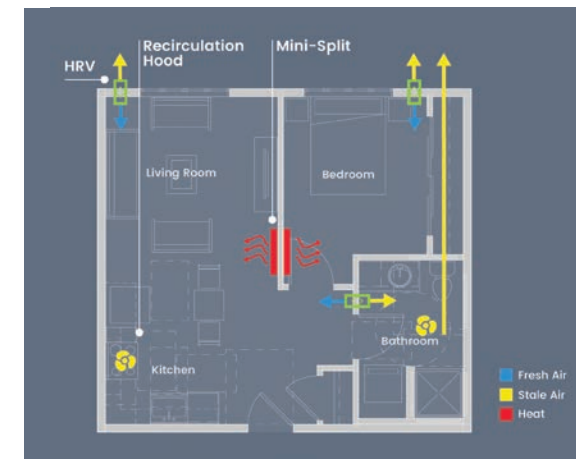 Recirculation
Hood
Mini-Split
HRV
Living Room
Bedroom
Bathroom
Kitchen
Fresh Air
Stale Air
Heat